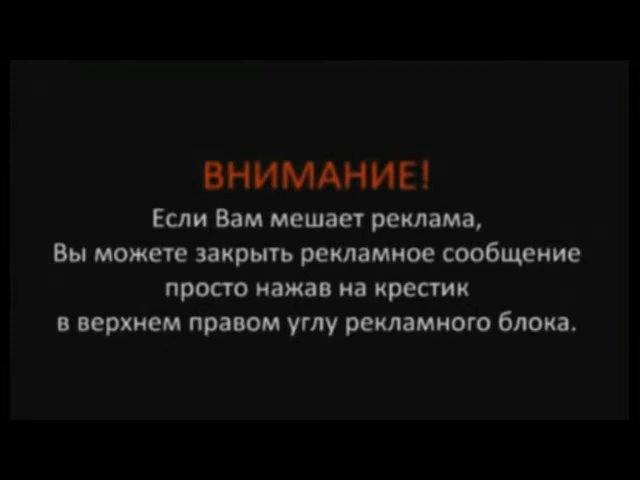 ВНИМАНИЕ!
Если Вам мешает реклама,
Вы можете закрыть рекламное сообщение
просто нажав на крестик
в верхнем правом углу рекламного блока.